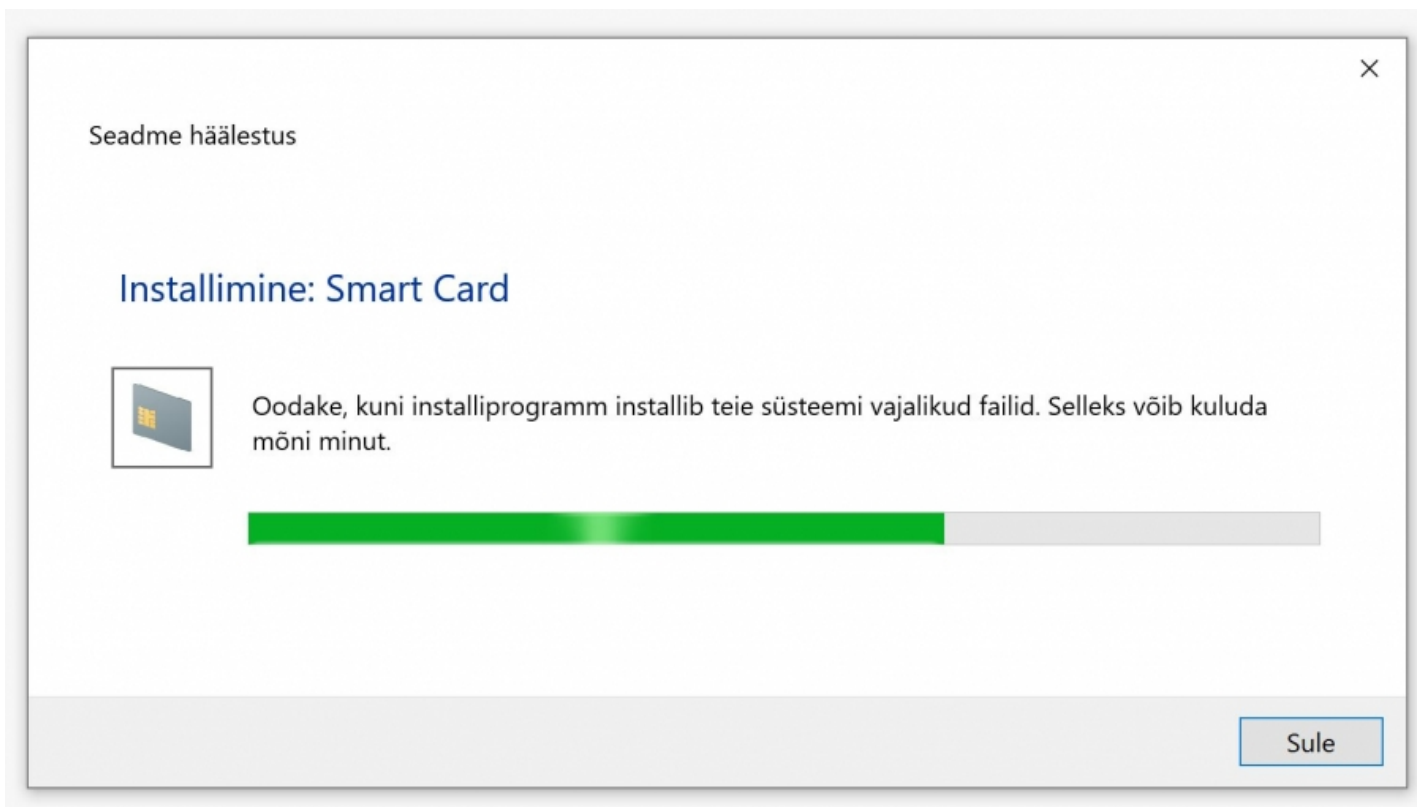 Seadme häälestus
Installimine: Smart Card
Oodake, kuni installiprogramm installib teie süsteemi vajalikud failid. Selleks võib kuluda
mõni minut.
Sule